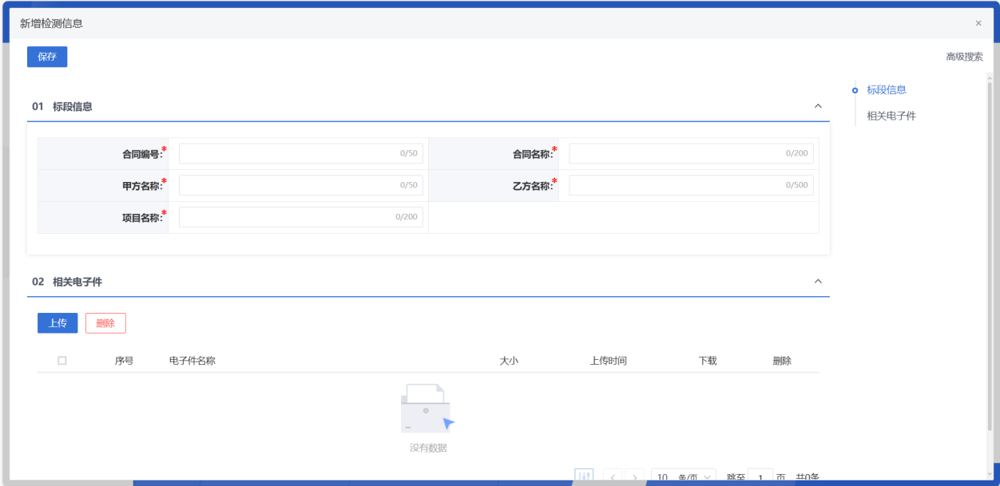 新增检测信息 ×
保存
高级搜索
01 标段信息
标段信息
相关电子件
合同编号:* 0/50 合同名称:* 0/200
甲方名称:* 0/50 乙方名称:* 0/500
项目名称:* 0/200
02 相关电子件
上传 删除
序号 电子件名称 大小 上传时间 下载 删除
没有数据
10 条/页 跳至 1 页 共0条